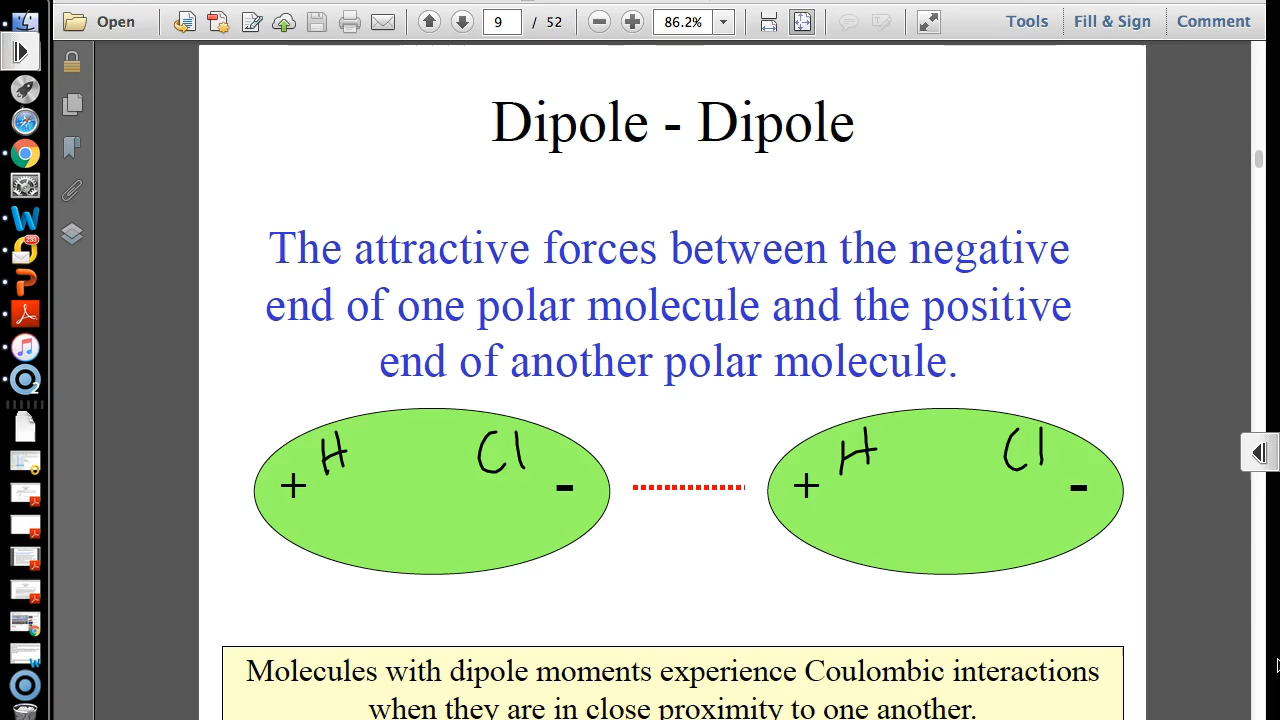 Open
9 / 52
86.2%
Tools
Fill & Sign
Comment
Dipole - Dipole
The attractive forces between the negative
end of one polar molecule and the positive
end of another polar molecule.
H Cl H Cl
+ - + -
Molecules with dipole moments experience Coulombic interactions
when they are in close proximity to one another.